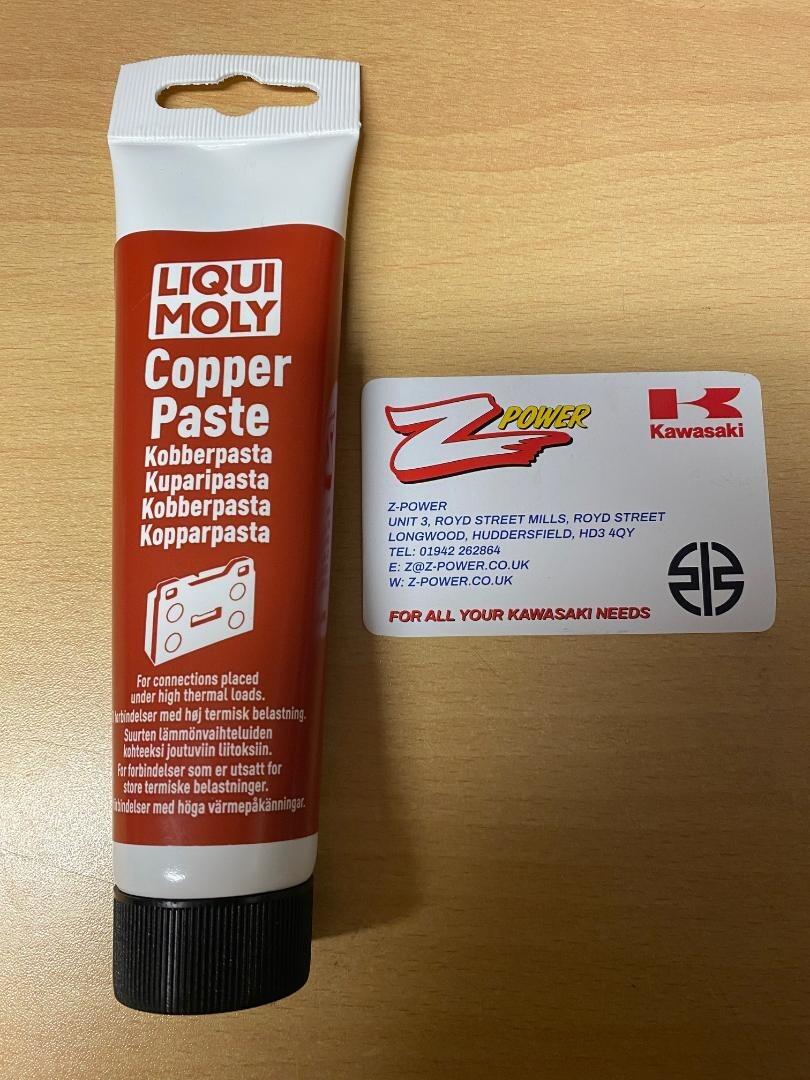 LIQUI
MOLY
Copper
Paste
Kobberpasta
Kuparipasta
Kobberpasta
Kopparpasta
For connections placed
under high thermal loads.
forbindelser med høj termisk belastning.
Suurten lämmönvaihteluiden
kohteeksi joutuviin liitoksiin.
For forbindelser som er utsatt for
store termiske belastninger.
med höga värmepåkänningar.
Z POWER
Kawasaki
Z-POWER
UNIT 3, ROYD STREET MILLS, ROYD STREET
LONGWOOD, HUDDERSFIELD, HD3 4QY
TEL: 01942 262864
E: Z@Z-POWER.CO.UK
W: Z-POWER.CO.UK
FOR ALL YOUR KAWASAKI NEEDS